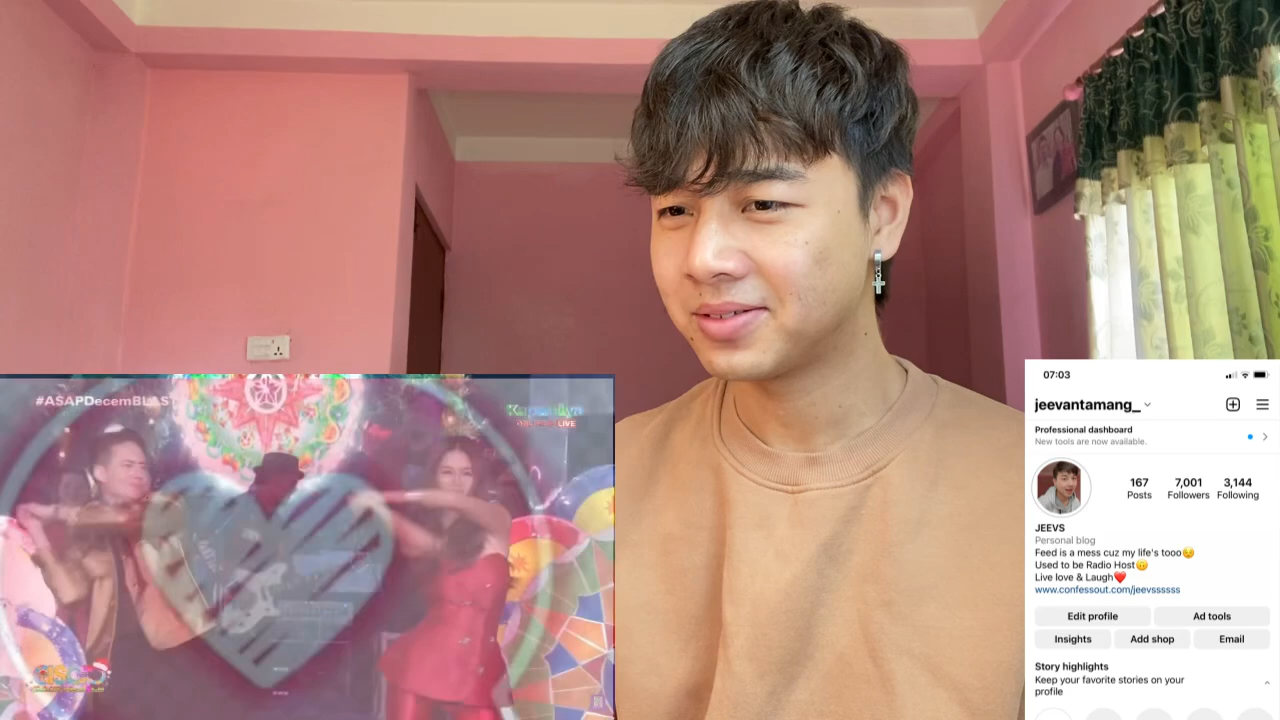 #ASAPDecemBLAST
Kapamilya
LIVE
07:03
jeevantamang_
Professional dashboard
New tools are now available.
167 7,001 3,144
Posts Followers Following
JEEVS
Personal blog
Feed is a mess cuz my life's tooo😔
Used to be Radio Host🙃
Live love & Laugh❤️
www.confessout.com/jeevssssss
Edit profile Ad tools
Insights Add shop Email
Story highlights
Keep your favorite stories on your
profile